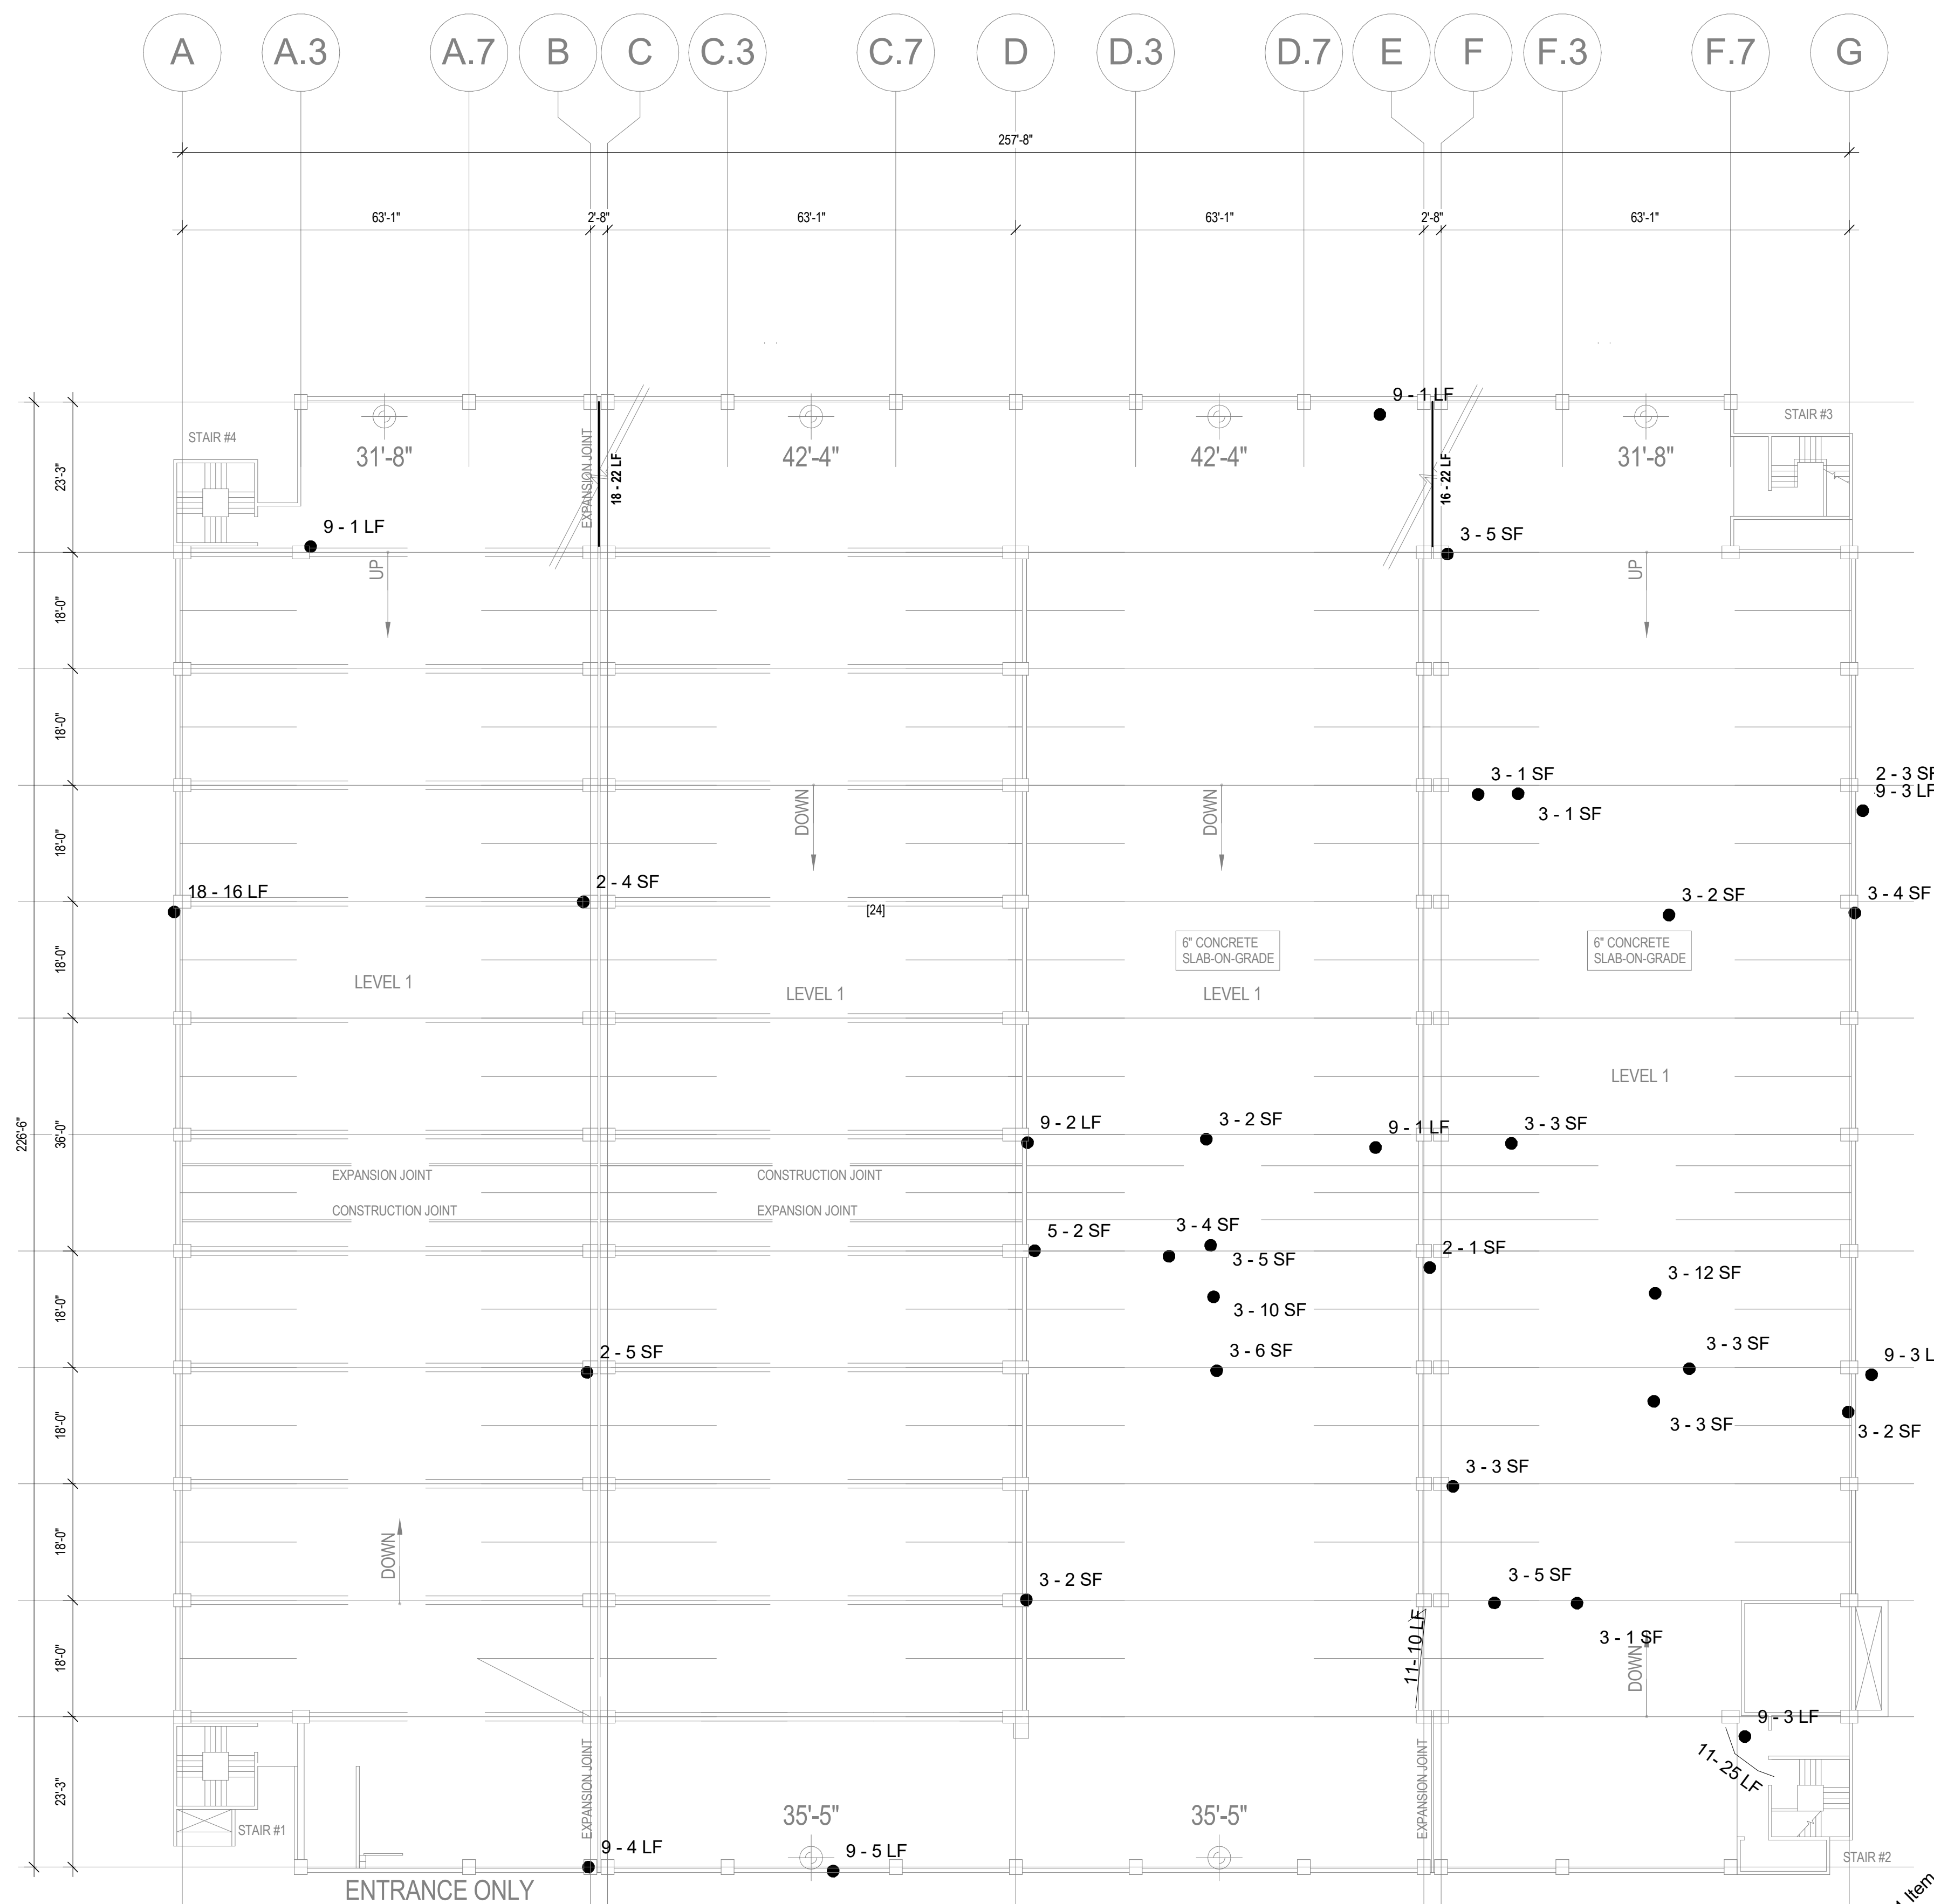 A
A.3
A.7
B
C
C.3
C.7
D
D.3
D.7
E
F
F.3
F.7
G
257'-8"
63'-1"
2'-8"
63'-1"
63'-1"
2'-8"
63'-1"
9 - 1 LF
STAIR #4
STAIR #3
31'-8"
42'-4"
42'-4"
31'-8"
EXPANSION JOINT
18 - 22 LF
16 - 22 LF
23'-3"
9 - 1 LF
3 - 5 SF
UP
UP
18'-0"
18'-0"
3 - 1 SF
2 - 3 SF
9 - 3 LF
DOWN
DOWN
3 - 1 SF
18'-0"
18 - 16 LF
2 - 4 SF
3 - 2 SF
3 - 4 SF
[24]
6" CONCRETE
SLAB-ON-GRADE
6" CONCRETE
SLAB-ON-GRADE
18'-0"
LEVEL 1
LEVEL 1
LEVEL 1
LEVEL 1
9 - 2 LF
3 - 2 SF
9 - 1 LF
3 - 3 SF
226'-6"
36'-0"
EXPANSION JOINT
CONSTRUCTION JOINT
CONSTRUCTION JOINT
EXPANSION JOINT
5 - 2 SF
3 - 4 SF
3 - 5 SF
2 - 1 SF
3 - 12 SF
3 - 10 SF
18'-0"
3 - 3 SF
2 - 5 SF
3 - 6 SF
9 - 3 L
18'-0"
3 - 3 SF
3 - 2 SF
3 - 3 SF
18'-0"
DOWN
3 - 2 SF
3 - 5 SF
11- 10 LF
3 - 1 SF
DOWN
18'-0"
9 - 3 LF
11- 25 LF
EXPANSION JOINT
EXPANSION JOINT
23'-3"
35'-5"
35'-5"
STAIR #1
9 - 4 LF
9 - 5 LF
STAIR #2
ENTRANCE ONLY
Item